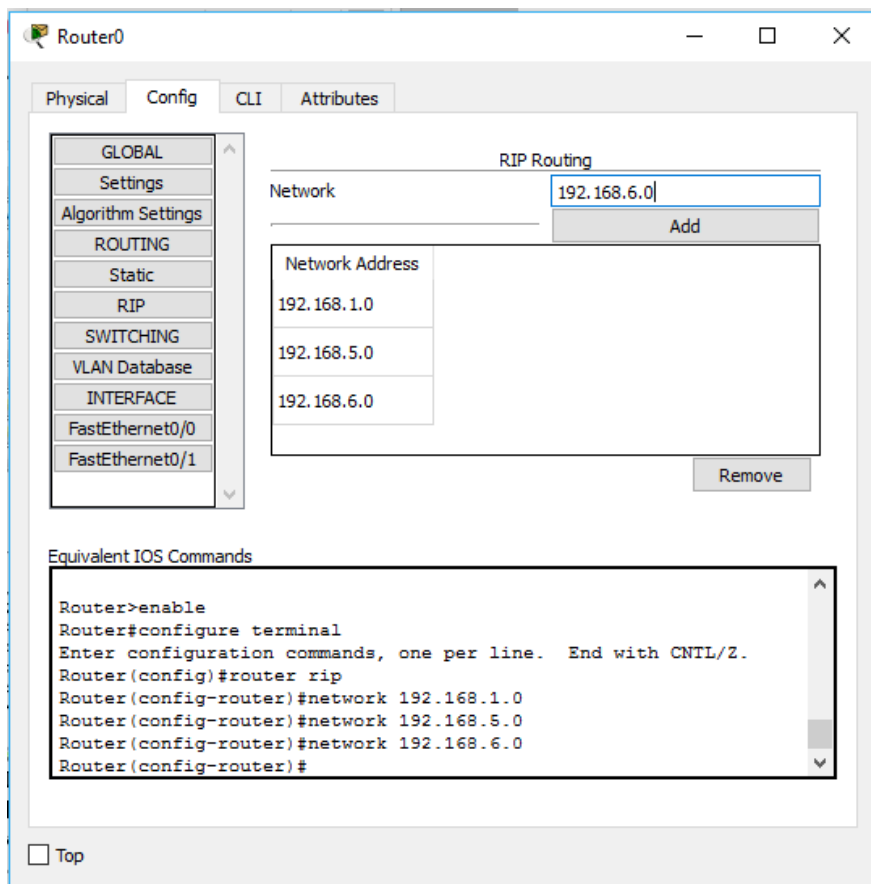 Router0
Physical Config CLI Attributes
GLOBAL
Settings
Algorithm Settings
ROUTING
Static
RIP
SWITCHING
VLAN Database
INTERFACE
FastEthernet0/0
FastEthernet0/1
RIP Routing
Network 192.168.6.0
Add
Network Address
192.168.1.0
192.168.5.0
192.168.6.0
Remove
Equivalent IOS Commands
Router>enable
Router#configure terminal
Enter configuration commands, one per line.  End with CNTL/Z.
Router(config)#router rip
Router(config-router)#network 192.168.1.0
Router(config-router)#network 192.168.5.0
Router(config-router)#network 192.168.6.0
Router(config-router)#
Top